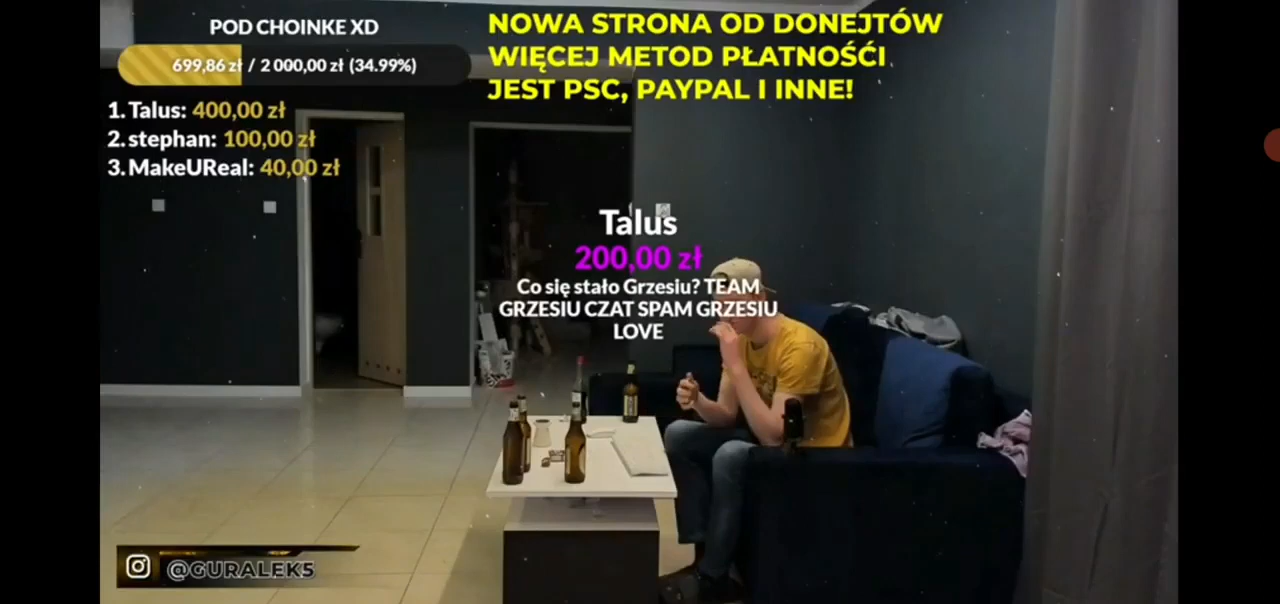 POD CHOINKE XD
699,86 zł / 2 000,00 zł (34.99%)
1. Talus: 400,00 zł
2. stephan: 100,00 zł
3. MakeUReal: 40,00 zł
NOWA STRONA OD DONEJTÓW
WIĘCEJ METOD PŁATNOŚĆI
JEST PSC, PAYPAL I INNE!
Talus
200,00 zł
Co się stało Grzesiu? TEAM
GRZESIU CZAT SPAM GRZESIU
LOVE
@GURALEK5